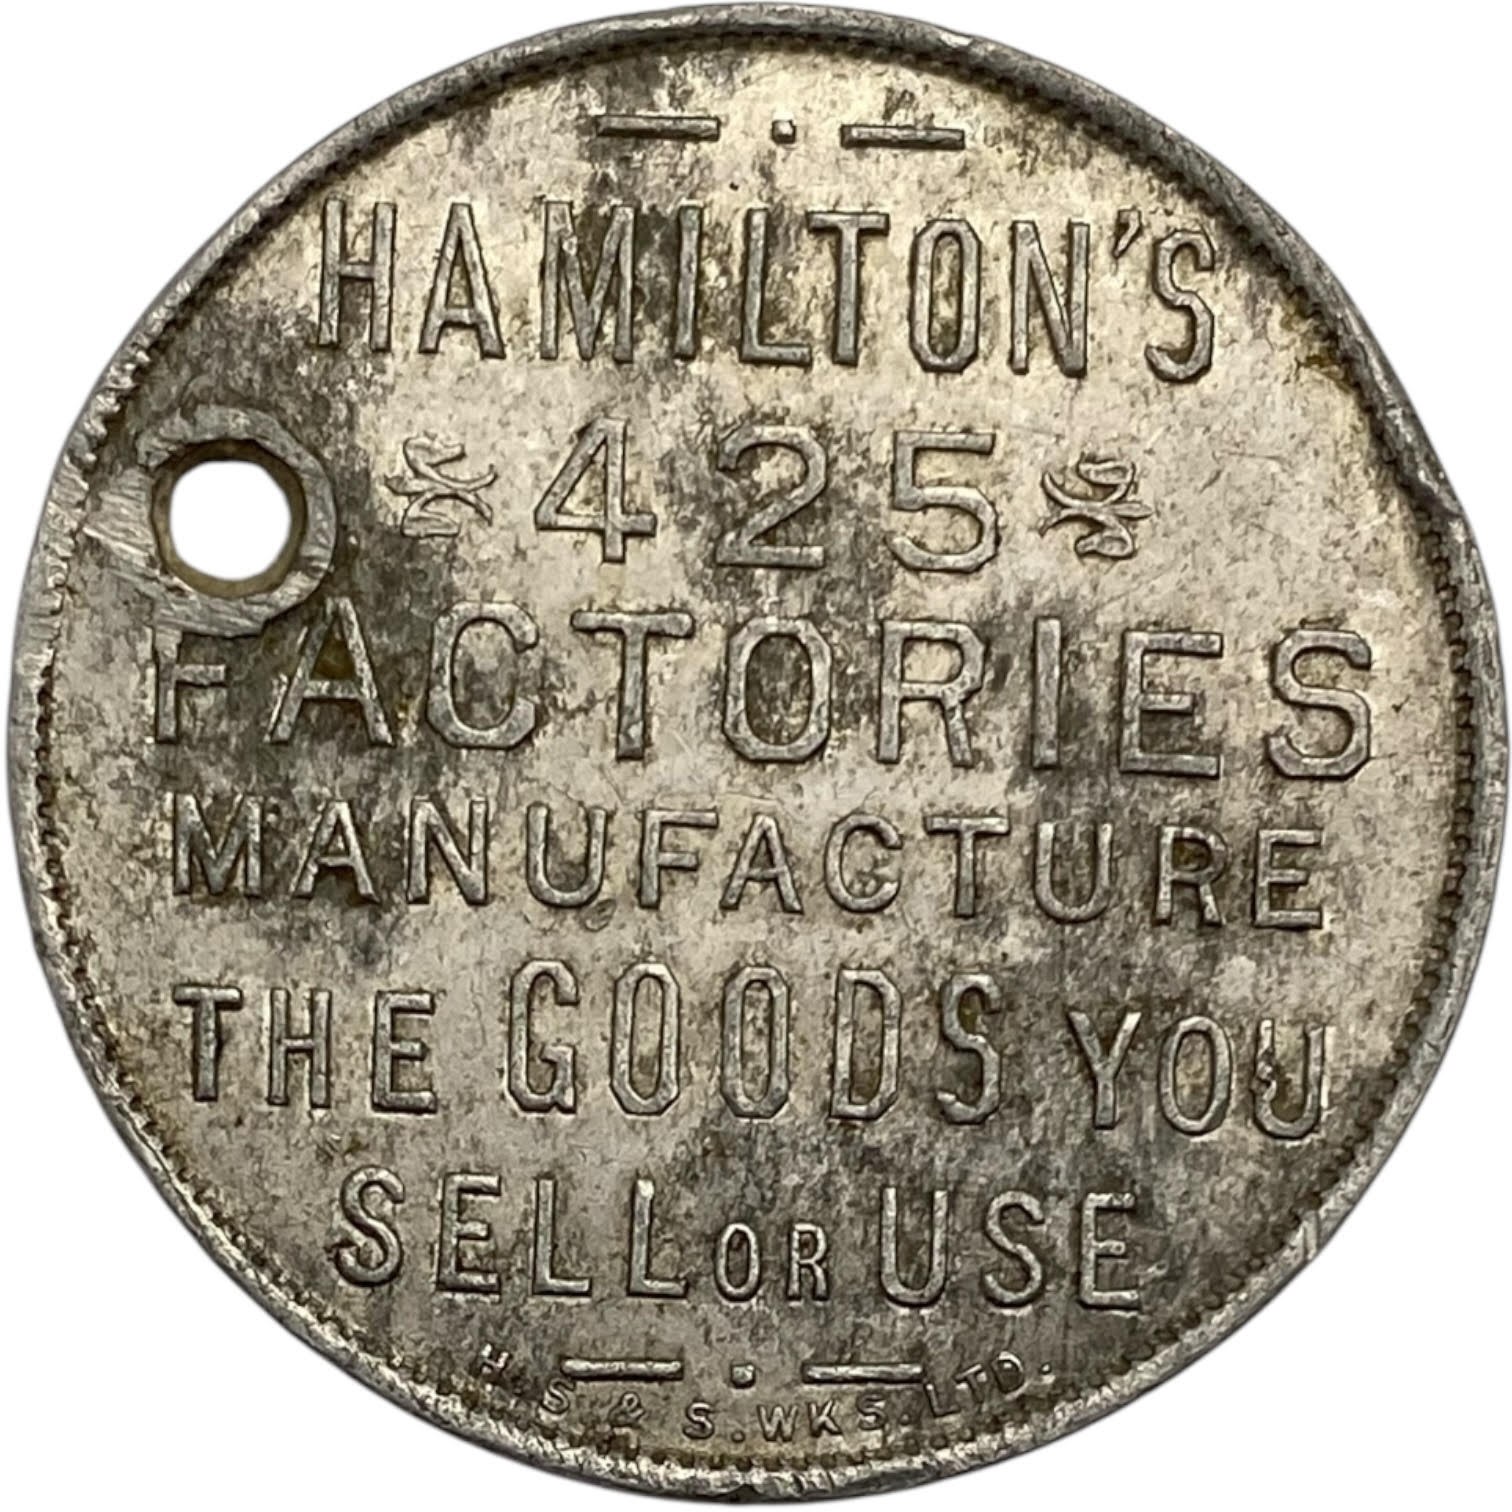 HAMILTON'S
425
FACTORIES
MANUFACTURE
THE GOODS YOU
SELL OR USE
H. S & S. WKS. LTD.